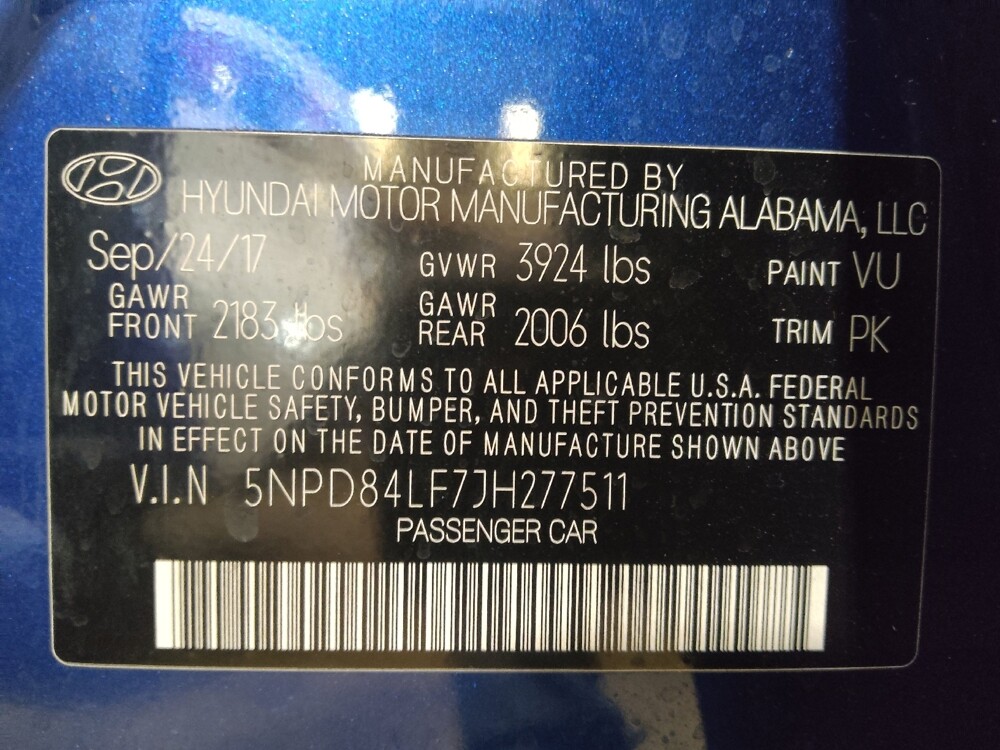 MANUFACTURED BY
HYUNDAI MOTOR MANUFACTURING ALABAMA, LLC
Sep/24/17 GVWR 3924 lbs PAINT VU
GAWR FRONT 2183 lbs GAWR REAR 2006 lbs TRIM PK
THIS VEHICLE CONFORMS TO ALL APPLICABLE U.S.A. FEDERAL
MOTOR VEHICLE SAFETY, BUMPER, AND THEFT PREVENTION STANDARDS
IN EFFECT ON THE DATE OF MANUFACTURE SHOWN ABOVE
V.I.N 5NPD84LF7JH277511
PASSENGER CAR